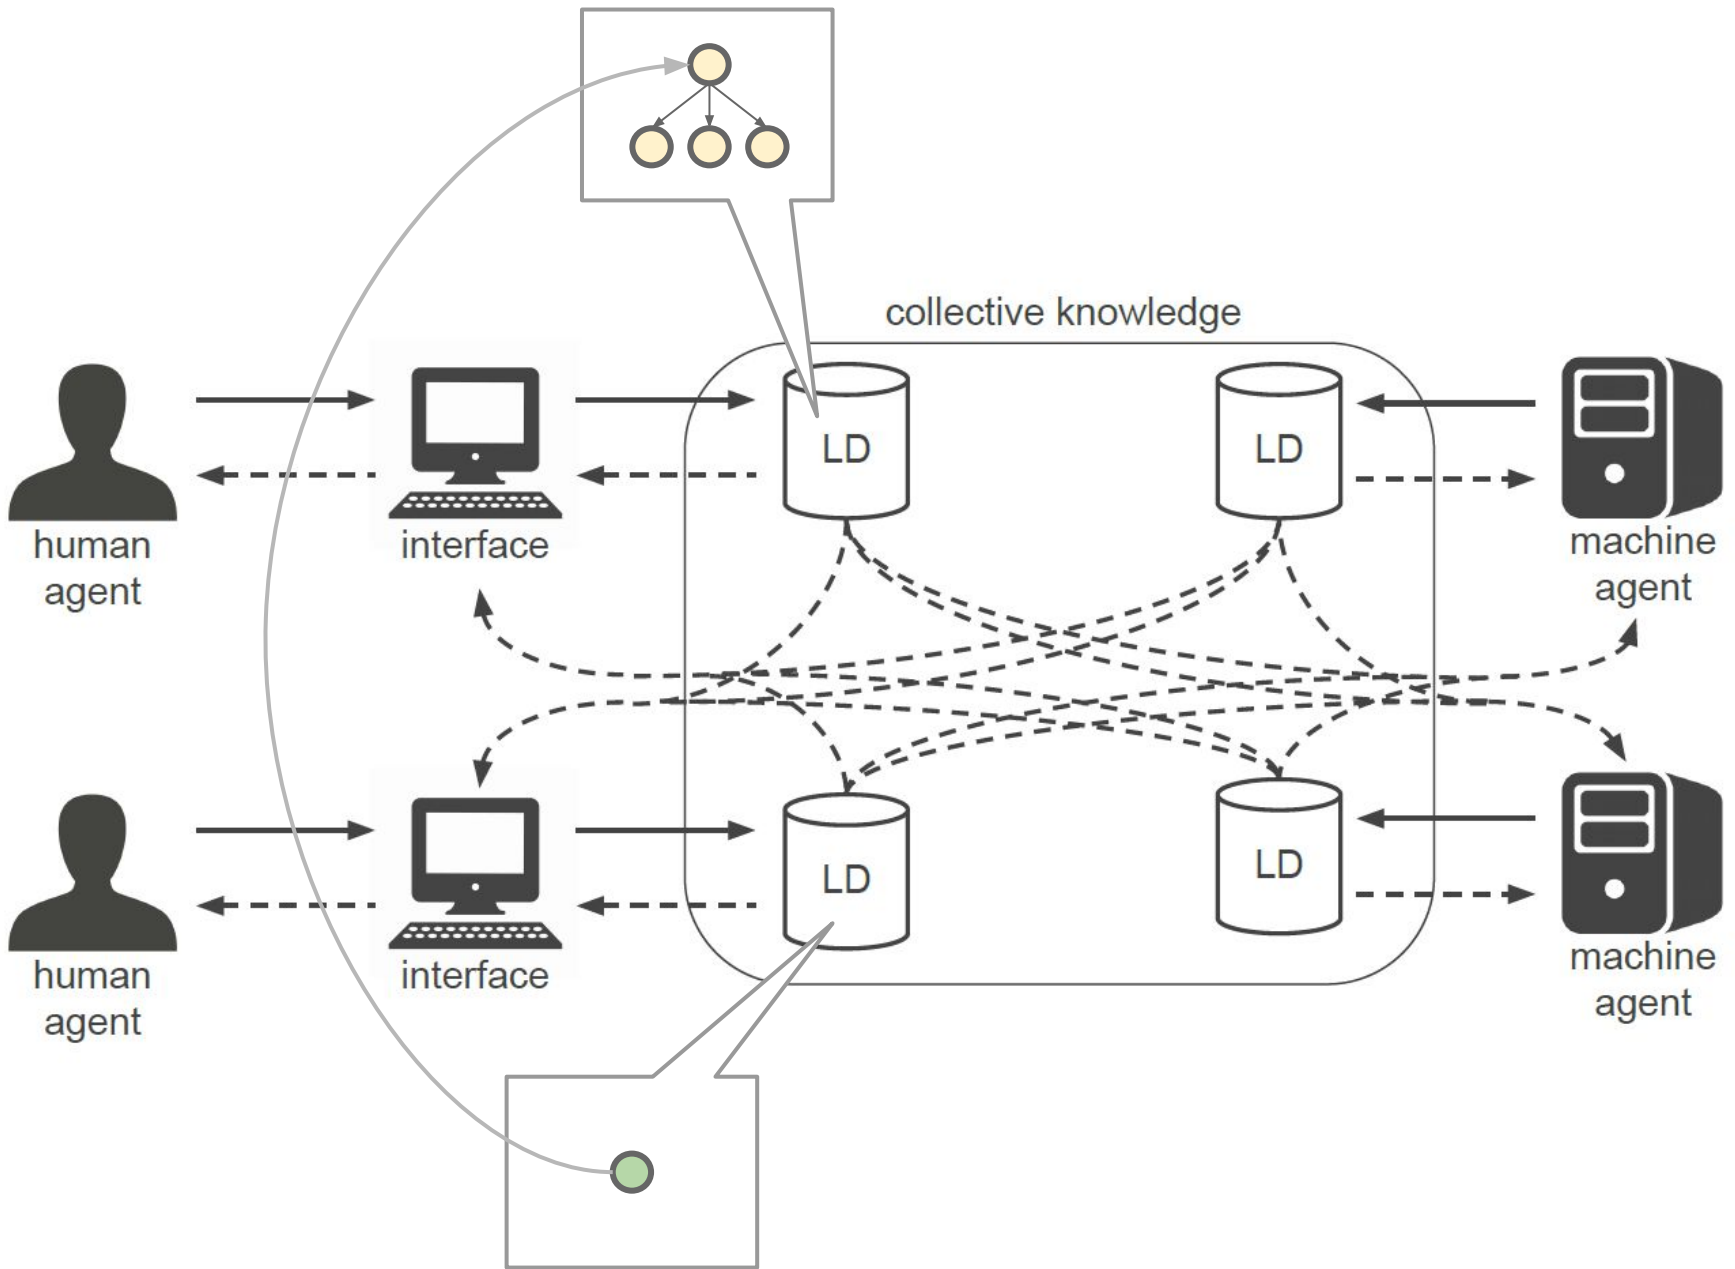 collective knowledge
LD
LD
human
agent
interface
machine
agent
LD
LD
human
agent
interface
machine
agent